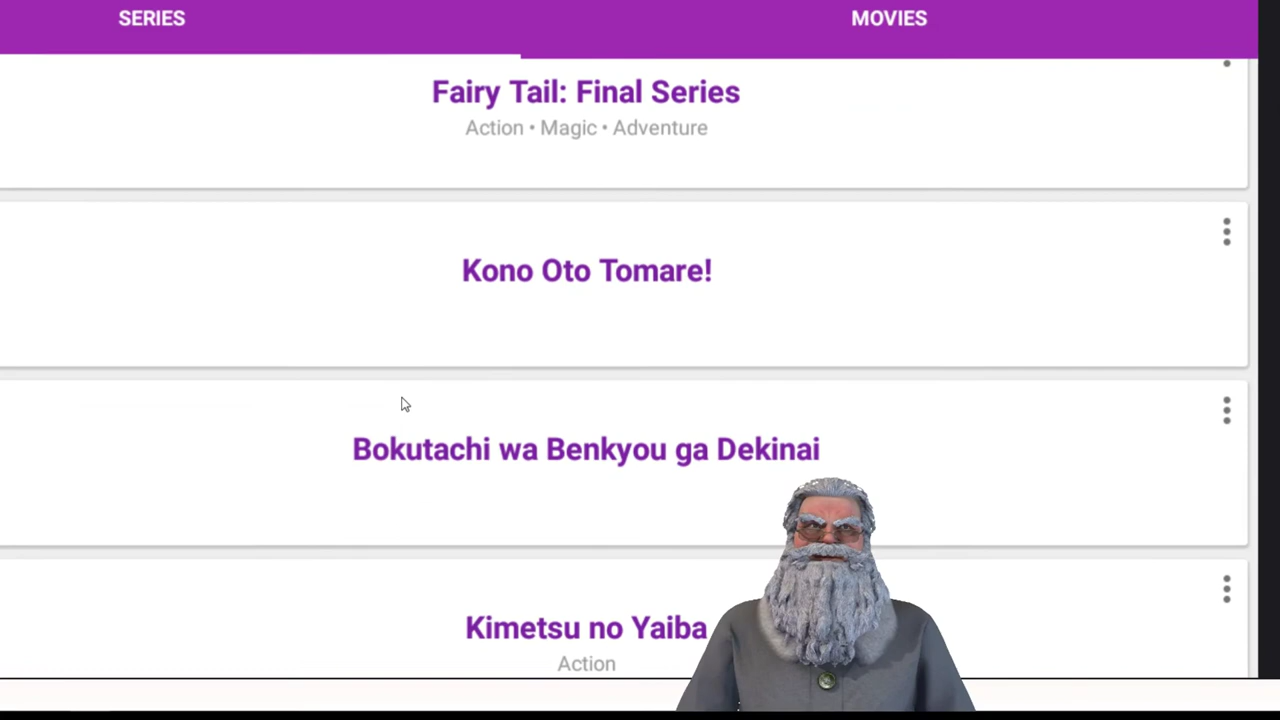 SERIES
MOVIES
Fairy Tail: Final Series
Action • Magic • Adventure
Kono Oto Tomare!
Bokutachi wa Benkyou ga Dekinai
Kimetsu no Yaiba
Action